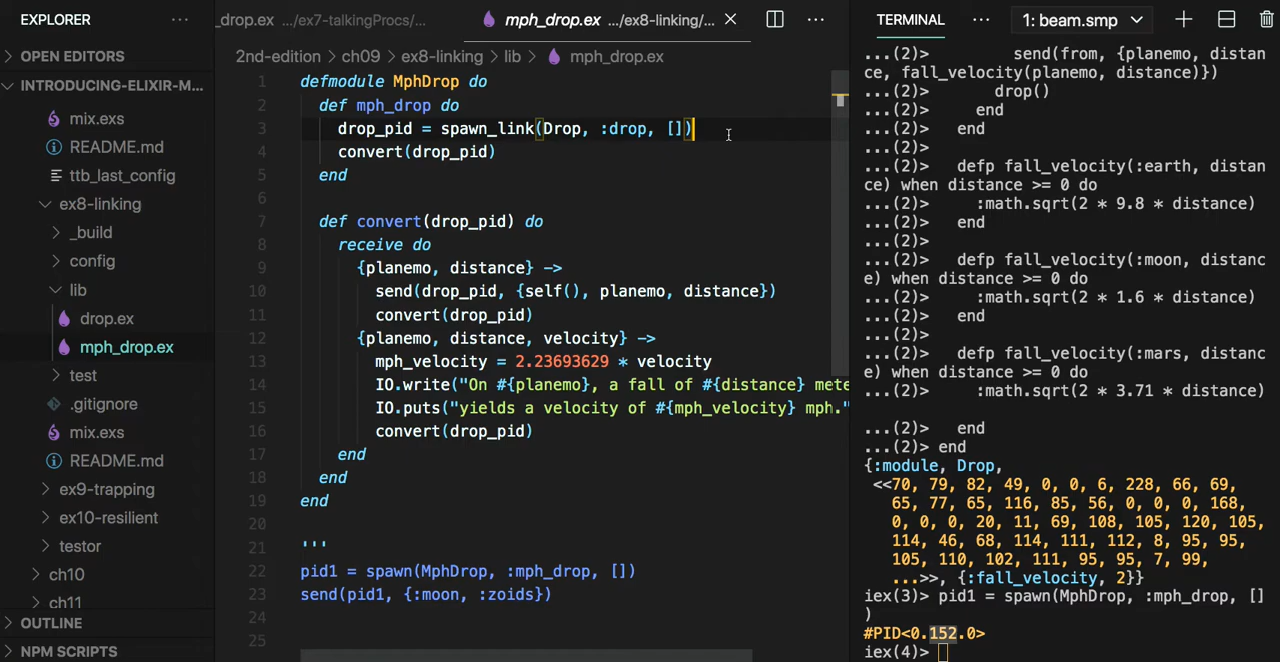 EXPLORER
OPEN EDITORS
INTRODUCING-ELIXIR-M...
mix.exs
README.md
ttb_last_config
ex8-linking
_build
config
lib
drop.ex
mph_drop.ex
test
.gitignore
mix.exs
README.md
ex9-trapping
ex10-resilient
testor
ch10
ch11
OUTLINE
NPM SCRIPTS
_drop.ex .../ex7-talkingProcs/...
mph_drop.ex .../ex8-linking/...
2nd-edition > ch09 > ex8-linking > lib > mph_drop.ex
1 defmodule MphDrop do
2 def mph_drop do
3 drop_pid = spawn_link(Drop, :drop, [])
4 convert(drop_pid)
5 end
6
7 def convert(drop_pid) do
8 receive do
9 {planemo, distance} ->
10 send(drop_pid, {self(), planemo, distance})
11 convert(drop_pid)
12 {planemo, distance, velocity} ->
13 mph_velocity = 2.23693629 * velocity
14 IO.write("On #{planemo}, a fall of #{distance} mete
15 IO.puts("yields a velocity of #{mph_velocity} mph."
16 convert(drop_pid)
17 end
18 end
19 end
20
21 '''
22 pid1 = spawn(MphDrop, :mph_drop, [])
23 send(pid1, {:moon, :zoids})
24
25
TERMINAL
1: beam.smp
...(2)> send(from, {planemo, distan
ce, fall_velocity(planemo, distance)})
...(2)> drop()
...(2)> end
...(2)> end
...(2)>
...(2)> defp fall_velocity(:earth, distan
ce) when distance >= 0 do
...(2)> :math.sqrt(2 * 9.8 * distance)
...(2)> end
...(2)>
...(2)> defp fall_velocity(:moon, distanc
e) when distance >= 0 do
...(2)> :math.sqrt(2 * 1.6 * distance)
...(2)> end
...(2)>
...(2)> defp fall_velocity(:mars, distanc
e) when distance >= 0 do
...(2)> :math.sqrt(2 * 3.71 * distance)
...(2)> end
...(2)> end
{:module, Drop,
<<70, 79, 82, 49, 0, 0, 6, 228, 66, 69,
65, 77, 65, 116, 85, 56, 0, 0, 0, 168,
0, 0, 0, 20, 11, 69, 108, 105, 120, 105,
114, 46, 68, 114, 111, 112, 8, 95, 95,
105, 110, 102, 111, 95, 95, 7, 99,
...>>, {:fall_velocity, 2}}
iex(3)> pid1 = spawn(MphDrop, :mph_drop, []
)
#PID<0.152.0>
iex(4)>